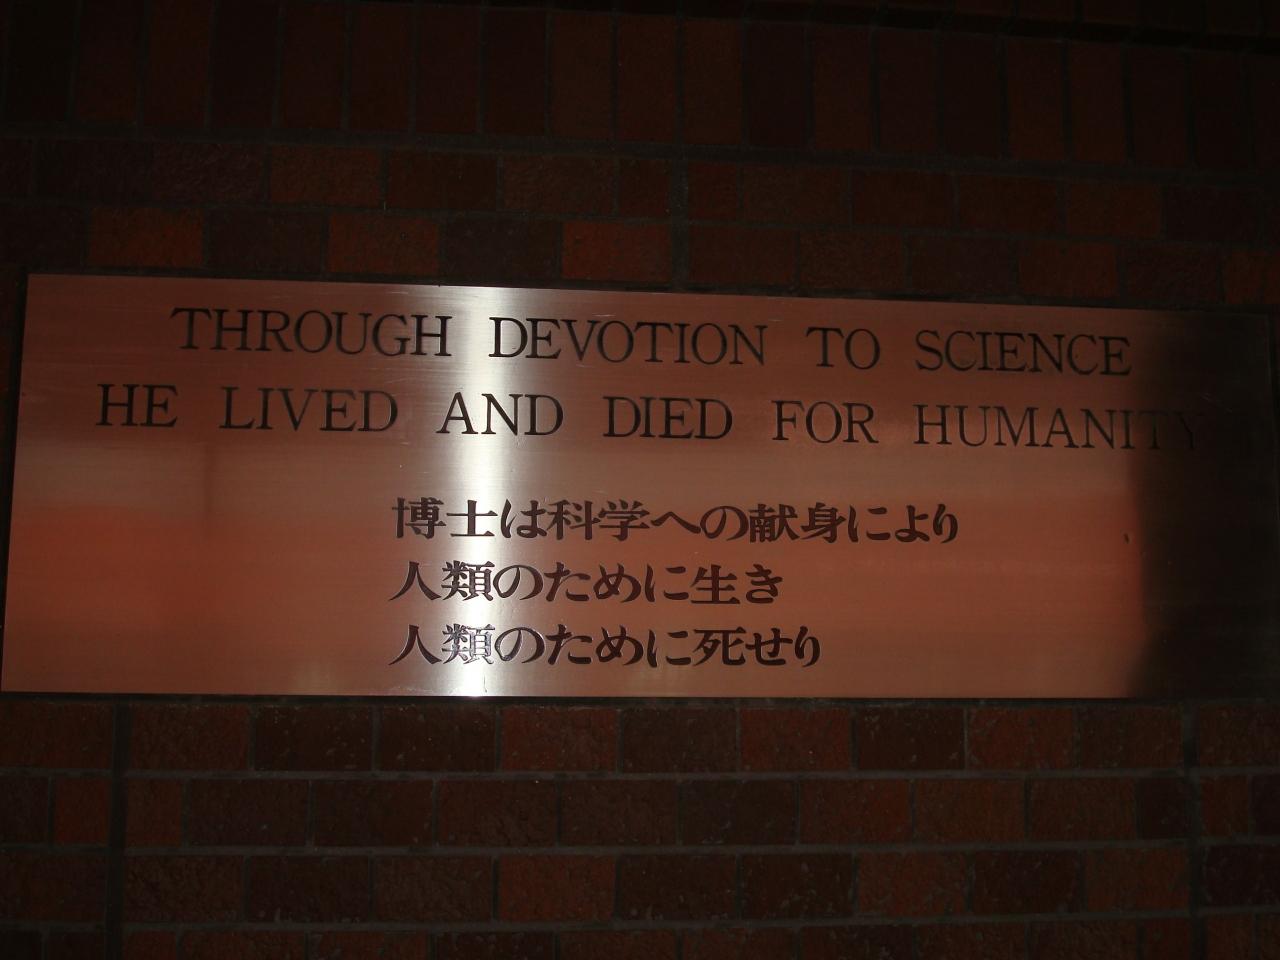 THROUGH DEVOTION TO SCIENCE
HE LIVED AND DIED FOR HUMANITY
博士は科学への献身により
人類のために生き
人類のために死せり